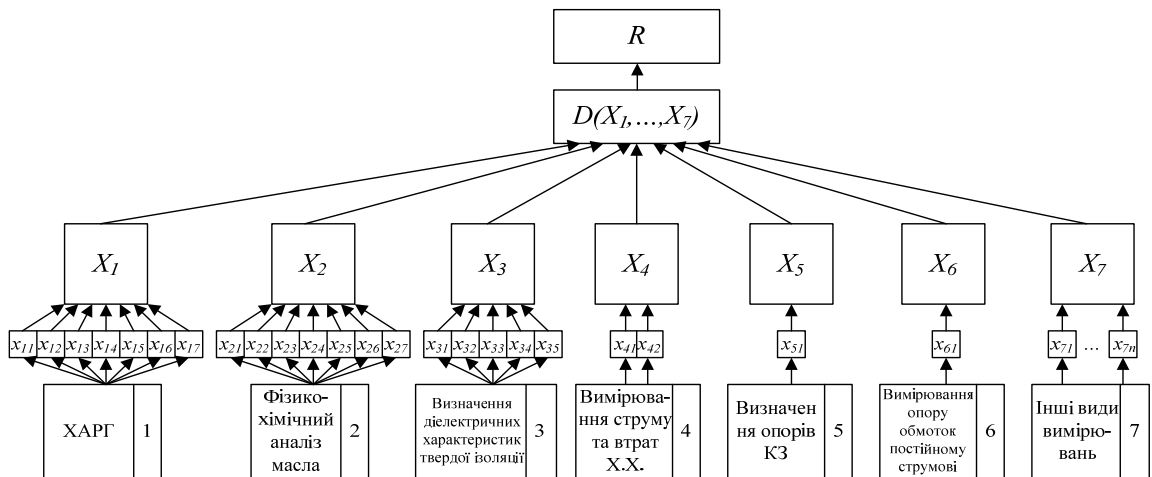 R
D(X1,...,X7)
X1 X2 X3 X4 X5 X6 X7
x11 x12 x13 x14 x15 x16 x17 x21 x22 x23 x24 x25 x26 x27 x31 x32 x33 x34 x35 x41 x42 x51 x61 x71 ... x7n
ХАРГ
1
Фізико-
хімічний
аналіз
масла
2
Визначення
діелектричних
характеристик
твердої ізоляції
3
Вимірюва-
ання струму
та втрат
Х.Х.
4
Визначен
ня опорів
КЗ
5
Вимірювання
опору
обмоток
постійному
струмові
6
Інші види
вимірю-
вань
7